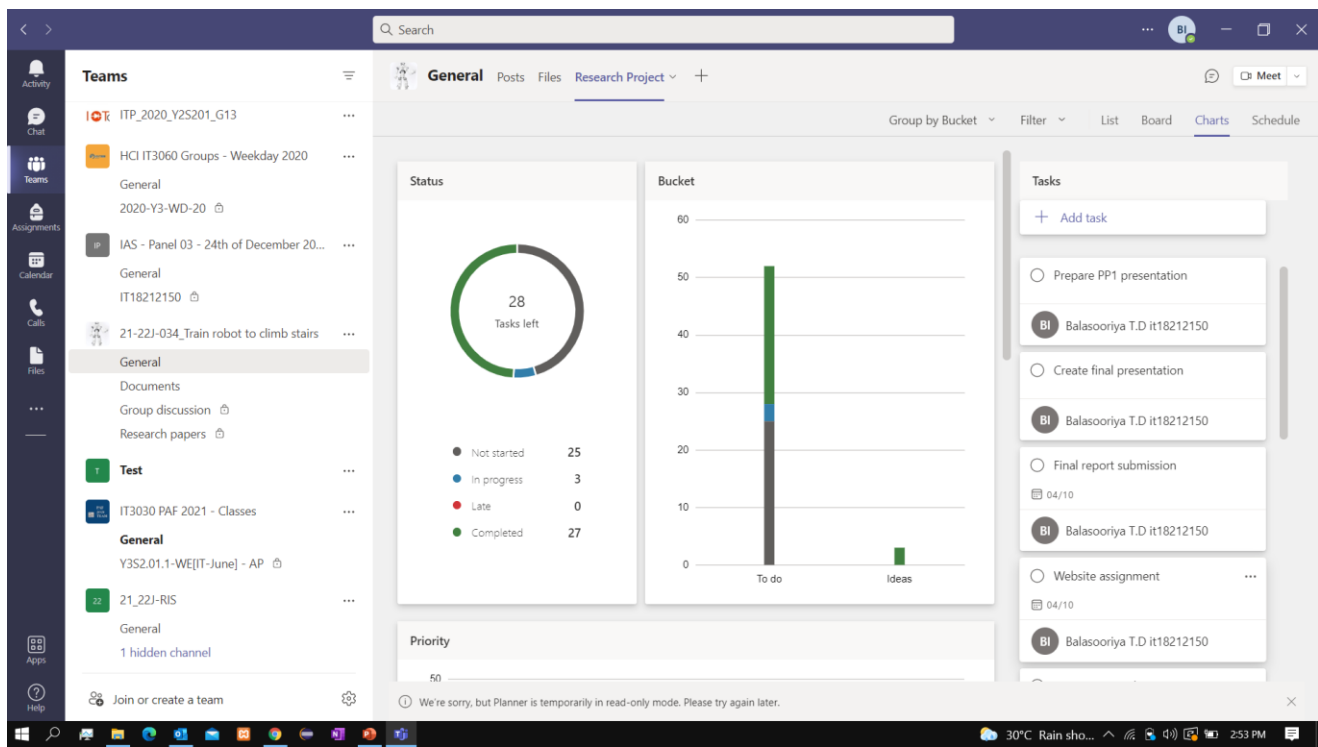 Search
BI
Activity
Chat
Teams
Assignments
Calendar
Calls
Files
Apps
Help
Teams
ITP_2020_Y2S201_G13
HCI IT3060 Groups - Weekday 2020
General
2020-Y3-WD-20
IP
IAS - Panel 03 - 24th of December 20...
General
IT18212150
21-22J-034_Train robot to climb stairs
General
Documents
Group discussion
Research papers
T
Test
IT3030 PAF 2021 - Classes
General
Y3S2.01.1-WE[IT-June] - AP
22
21_22J-RIS
General
1 hidden channel
Join or create a team
General Posts Files Research Project
Meet
Group by Bucket Filter List Board Charts Schedule
Status
28
Tasks left
Not started 25
In progress 3
Late 0
Completed 27
Bucket
60
50
40
30
20
10
0
To do Ideas
Priority
50
Tasks
Add task
Prepare PP1 presentation
BI Balasooriya T.D it18212150
Create final presentation
BI Balasooriya T.D it18212150
Final report submission
04/10
BI Balasooriya T.D it18212150
Website assignment
04/10
BI Balasooriya T.D it18212150
We're sorry, but Planner is temporarily in read-only mode. Please try again later.
30°C Rain sho... 2:53 PM